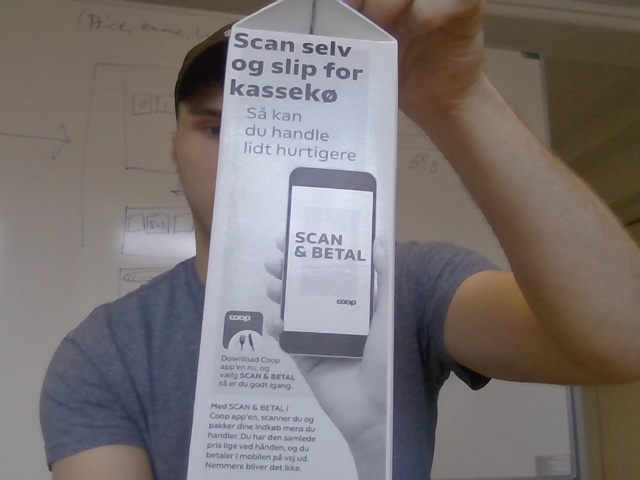 (Price, Name, L
Scan selv
og slip for
kassekø
Så kan
du handle
lidt hurtigere
SCAN
& BETAL
coop
coop
Download Coop
app'en nu, og
vælg SCAN & BETAL
så er du godt igang.
Med SCAN & BETAL i
Coop app'en, scanner du og
pakker dine indkøb mens du
handler. Du har den samlede
pris lige ved hånden, og du
betaler i mobilen på vej ud.
Nemmere bliver det ikke.